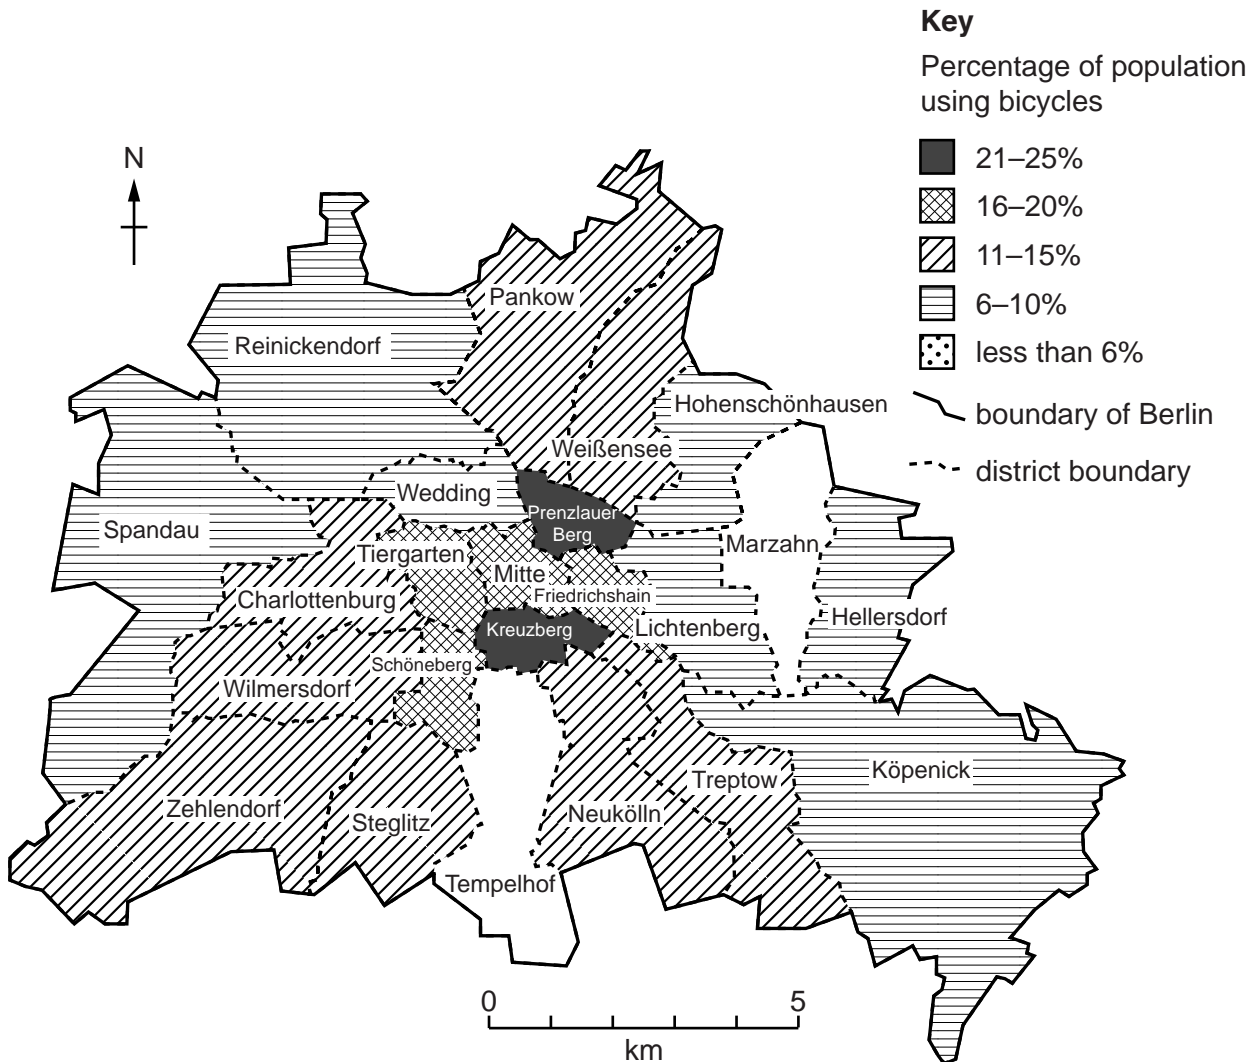 Key
Percentage of population
using bicycles
21–25%
16–20%
11–15%
6–10%
less than 6%
boundary of Berlin
district boundary
N
Pankow
Reinickendorf
Hohenschönhausen
Weißensee
Wedding
Prenzlauer
Berg
Spandau
Tiergarten
Mitte
Marzahn
Friedrichshain
Charlottenburg
Kreuzberg
Lichtenberg
Hellersdorf
Schöneberg
Wilmersdorf
Zehlendorf
Steglitz
Neukölln
Treptow
Köpenick
Tempelhof
0
5
km